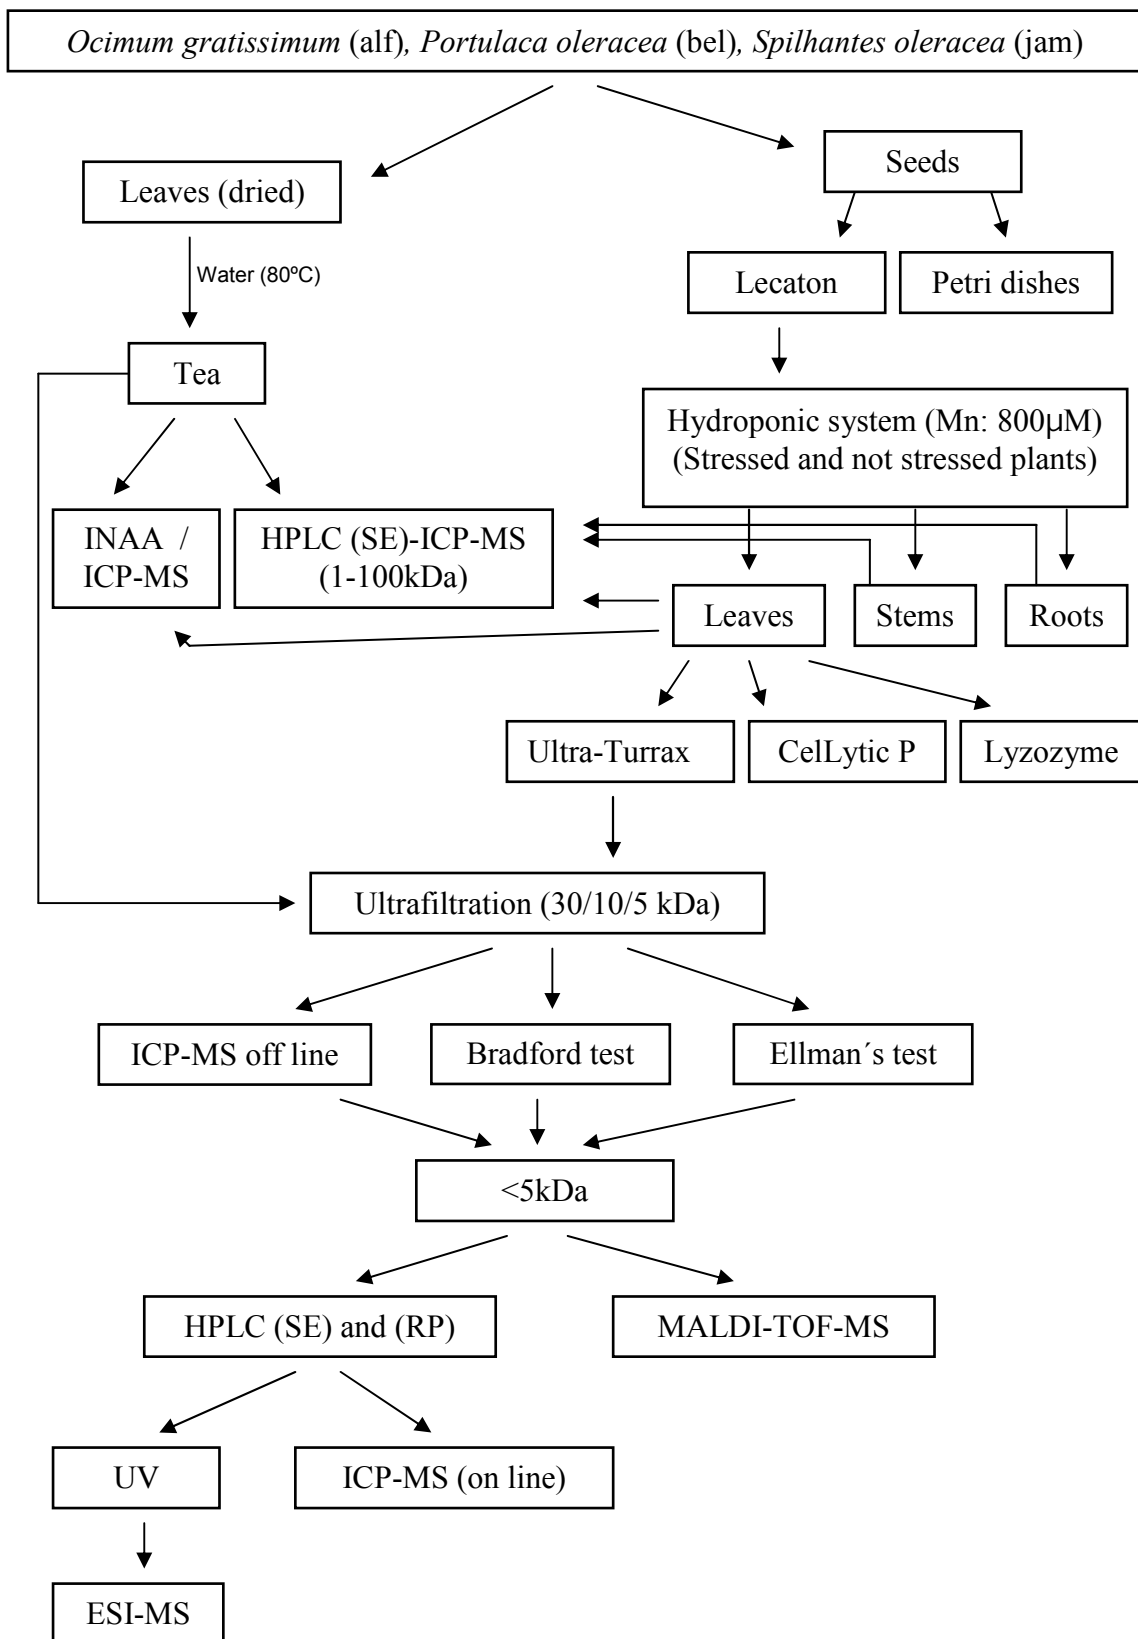 Ocimum gratissimum (alf), Portulaca oleracea (bel), Spilhantes oleracea (jam)
Leaves (dried)
Seeds
Water (80ºC)
Lecaton
Petri dishes
Tea
Hydroponic system (Mn: 800µM)
(Stressed and not stressed plants)
INAA /
ICP-MS
HPLC (SE)-ICP-MS
(1-100kDa)
Leaves
Stems
Roots
Ultra-Turrax
CelLytic P
Lyzozyme
Ultrafiltration (30/10/5 kDa)
ICP-MS off line
Bradford test
Ellman´s test
<5kDa
HPLC (SE) and (RP)
MALDI-TOF-MS
UV
ICP-MS (on line)
ESI-MS